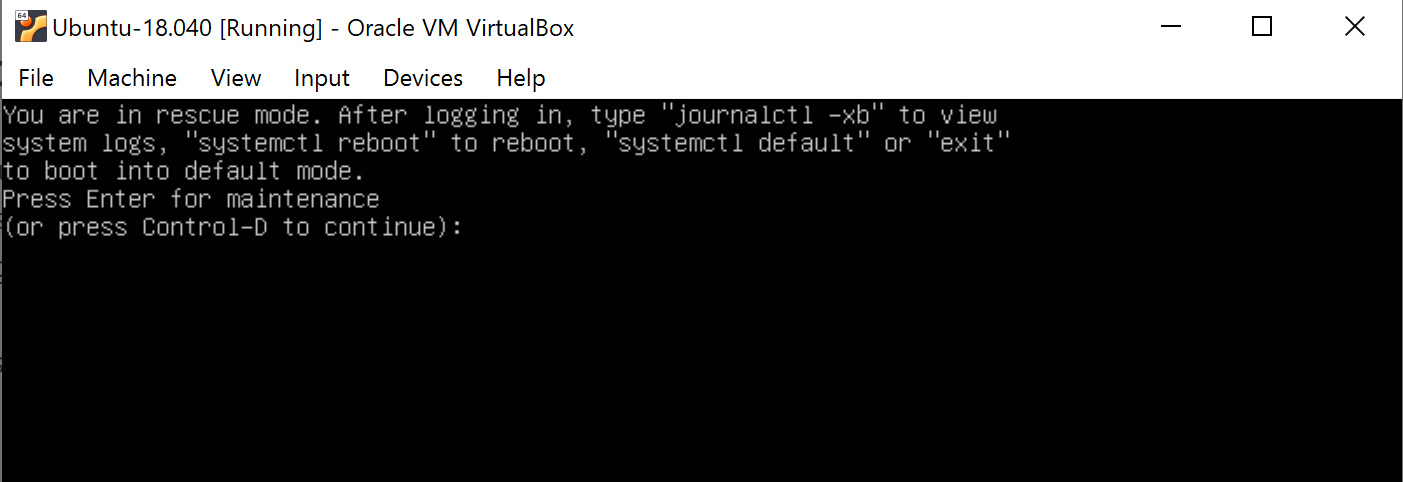 64
Ubuntu-18.040 [Running] - Oracle VM VirtualBox
File Machine View Input Devices Help
You are in rescue mode. After logging in, type "journalctl -xb" to view
system logs, "systemctl reboot" to reboot, "systemctl default" or "exit"
to boot into default mode.
Press Enter for maintenance
(or press Control-D to continue):